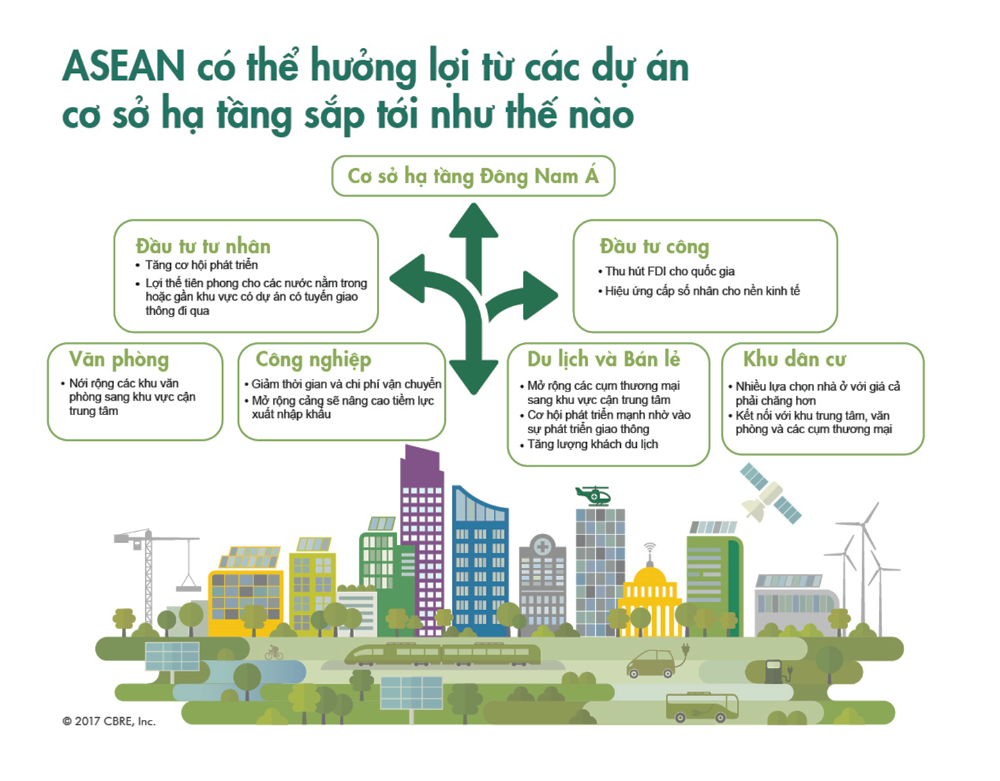 ASEAN có thể hưởng lợi từ các dự án
cơ sở hạ tầng sắp tới như thế nào
Cơ sở hạ tầng Đông Nam Á
Đầu tư tư nhân
• Tăng cơ hội phát triển
• Lợi thế tiên phong cho các nước nằm trong
hoặc gần khu vực có dự án có tuyến giao
thông đi qua
Đầu tư công
• Thu hút FDI cho quốc gia
• Hiệu ứng cấp số nhân cho nền kinh tế
Văn phòng
• Nới rộng các khu văn
phòng sang khu vực cận
trung tâm
Công nghiệp
• Giảm thời gian và chi phí vận chuyển
• Mở rộng cảng sẽ nâng cao tiềm lực
xuất nhập khẩu
Du lịch và Bán lẻ
• Mở rộng các cụm thương mại
sang khu vực cận trung tâm
• Cơ hội phát triển mạnh nhờ vào
sự phát triển giao thông
• Tăng lượng khách du lịch
Khu dân cư
• Nhiều lựa chọn nhà ở với giá cả
phải chăng hơn
• Kết nối với khu trung tâm, văn
phòng và các cụm thương mại
© 2017 CBRE, Inc.